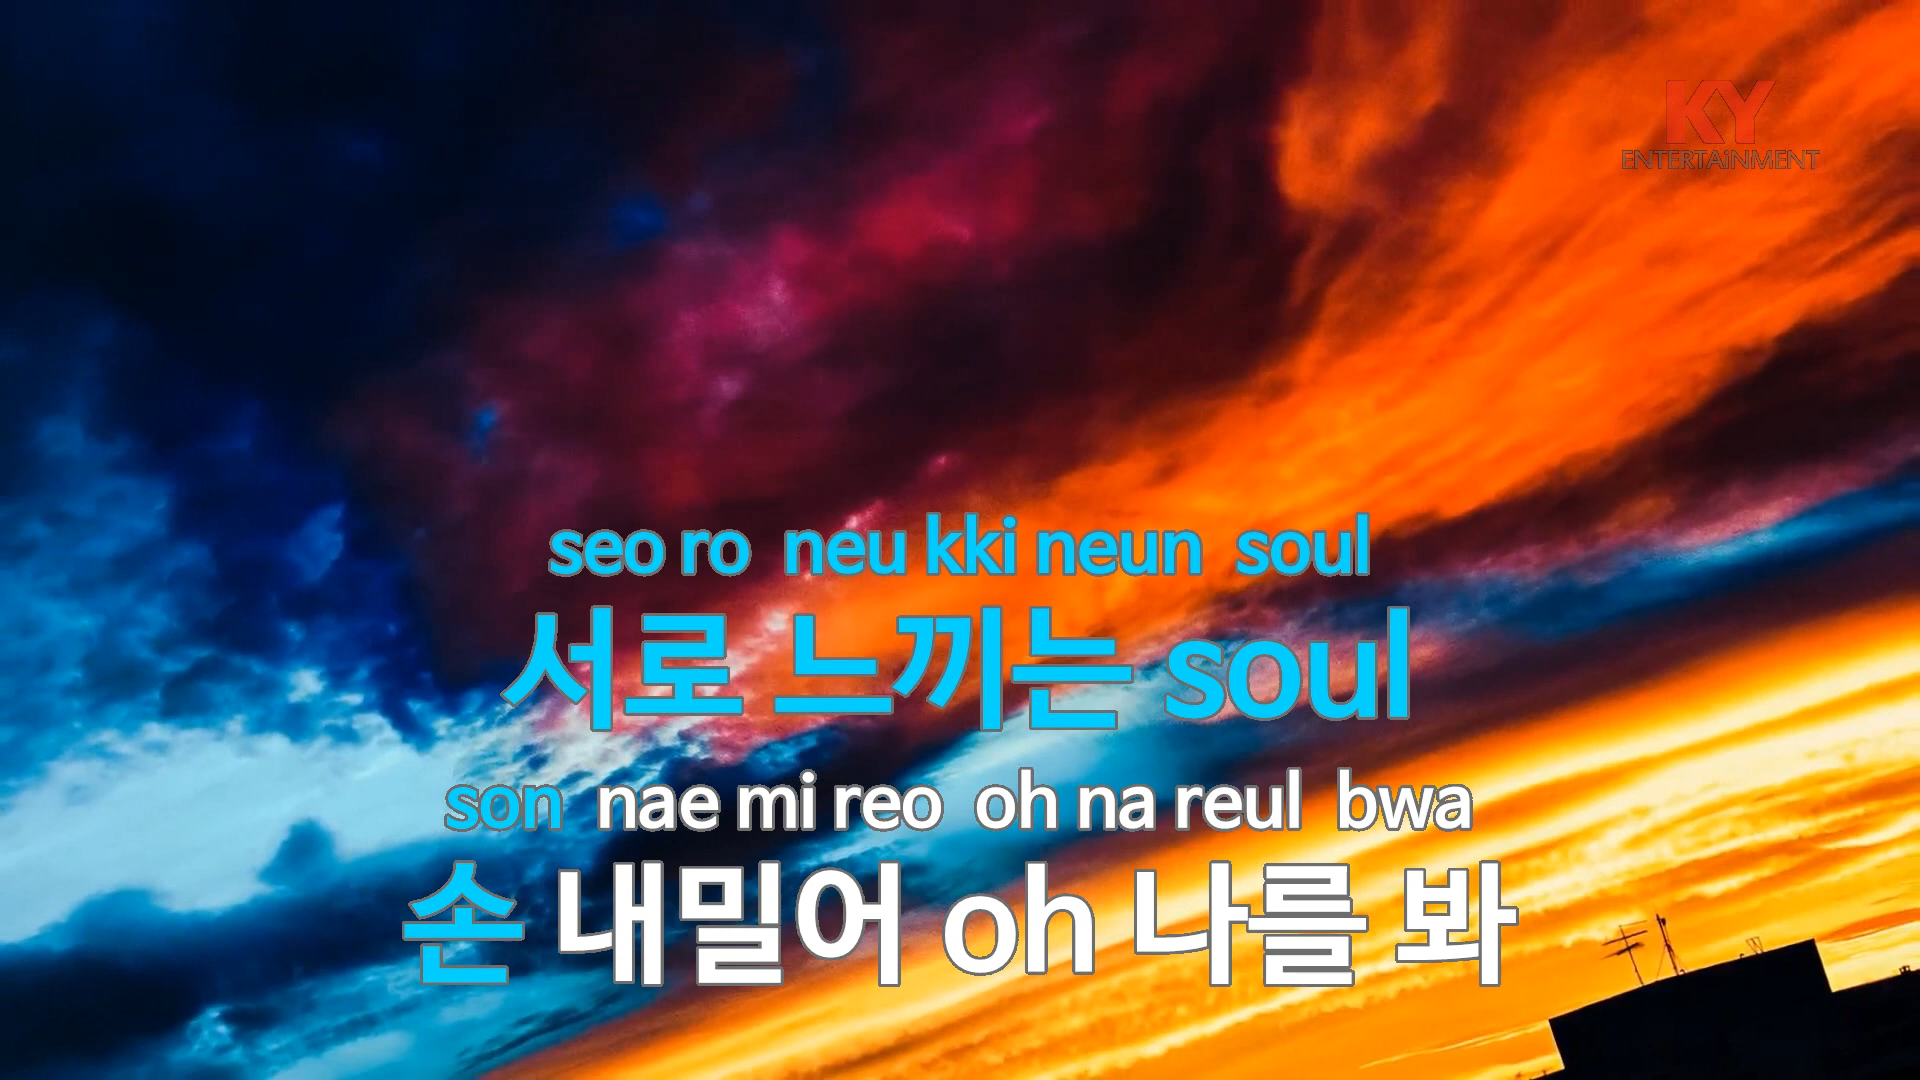 KY
ENTERTAiNMENT
seo ro neu kki neun soul
서로 느끼는 soul
son nae mi reo oh na reul bwa
손 내밀어 oh 나를 봐